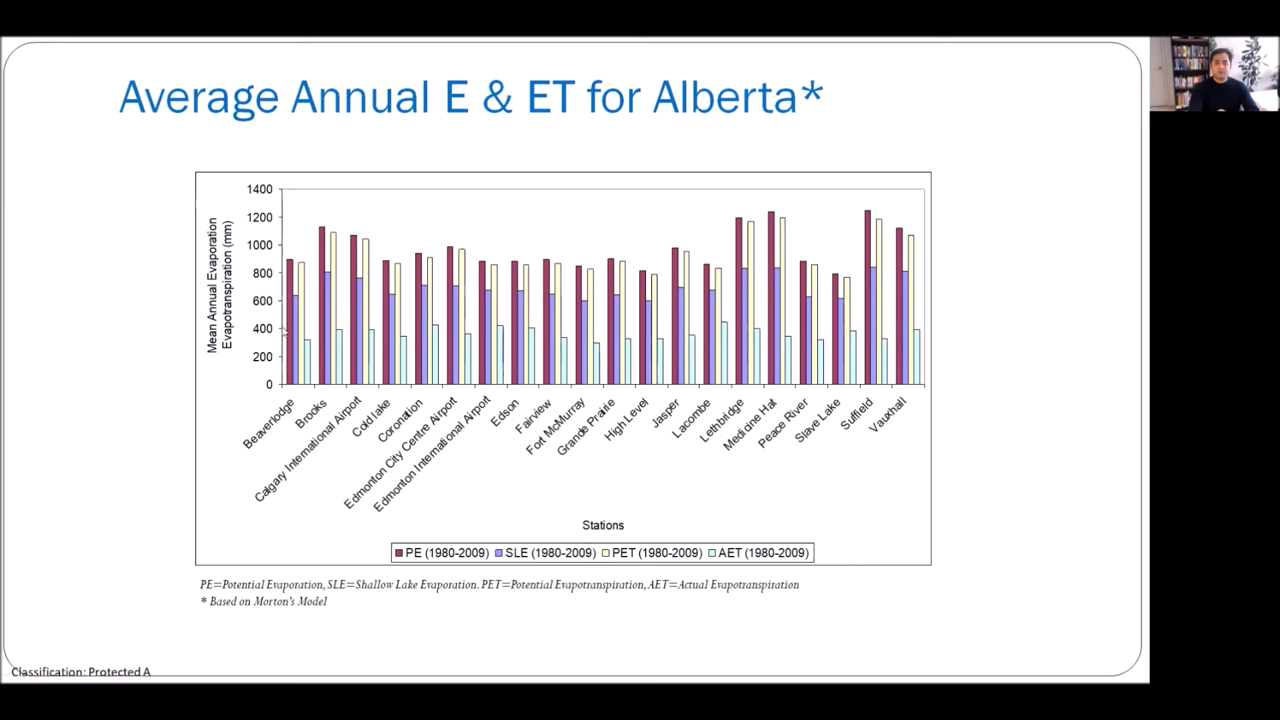 Average Annual E & ET for Alberta*
Mean Annual Evaporation
Evapotranspiration (mm)
1400
1200
1000
800
600
400
200
0
Beaverlodge
Brooks
Calgary International Airport
Cold lake
Coronation
Edmonton City Centre Airport
Edmonton International Airport
Edson
Fairview
Fort McMurray
Grande Prairie
High Level
Jasper
Lacombe
Lethbridge
Medicine Hat
Peace River
Slave Lake
Suffield
Vauxhall
Stations
PE (1980-2009) SLE (1980-2009) PET (1980-2009) AET (1980-2009)
PE=Potential Evaporation, SLE=Shallow Lake Evaporation. PET=Potential Evapotranspiration, AET=Actual Evapotranspiration
* Based on Morton's Model
Classification: Protected A